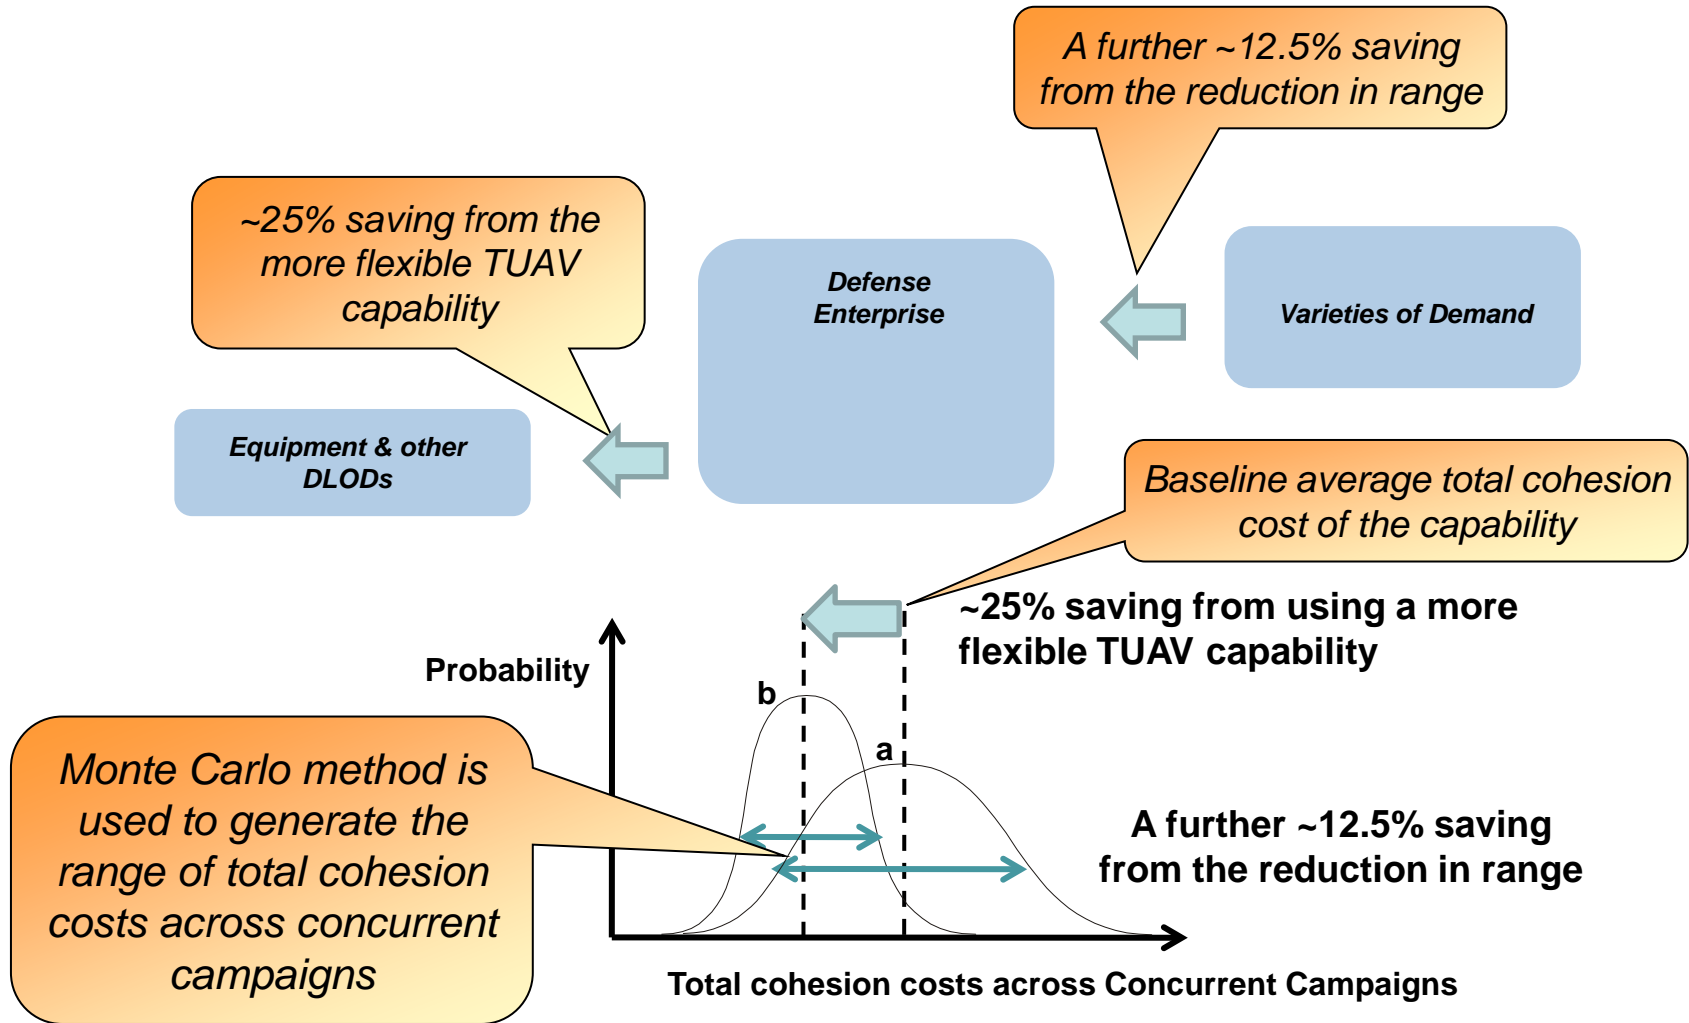 A further ~12.5% saving
from the reduction in range
~25% saving from the
more flexible TUAV
capability
Defense
Enterprise
Varieties of Demand
Equipment & other
DLODs
Baseline average total cohesion
cost of the capability
~25% saving from using a more
flexible TUAV capability
Probability
b
a
Monte Carlo method is
used to generate the
range of total cohesion
costs across concurrent
campaigns
A further ~12.5% saving
from the reduction in range
Total cohesion costs across Concurrent Campaigns